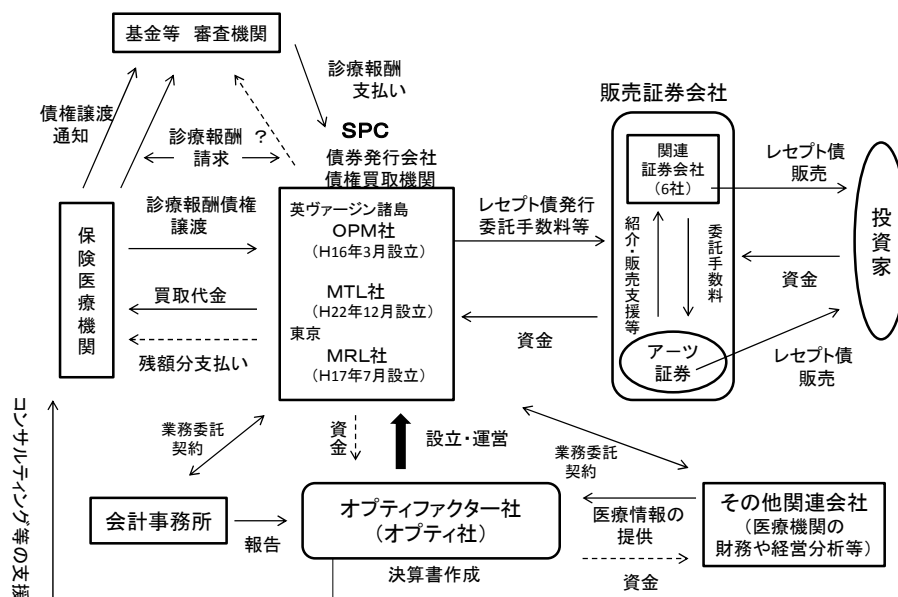 基金等 審査機関
診療報酬
支払い
債権譲渡
通知
診療報酬 ?
請求
SPC
債券発行会社
債権買取機関
販売証券会社
関連
証券会社
(6社)
レセプト債
販売
投資家
保険医療機関
診療報酬債権
譲渡
英ヴァージン諸島
OPM社
(H16年3月設立)
MTL社
(H22年12月設立)
東京
MRL社
(H17年7月設立)
レセプト債発行
委託手数料等
紹介・販売支援等
委託手数料
資金
買取代金
資金
残額分支払い
アーツ
証券
レセプト債
販売
コンサルティング等の支援
業務委託
契約
資金
設立・運営
業務委託
契約
会計事務所
報告
オプティファクター社
(オプティ社)
決算書作成
医療情報の
提供
資金
その他関連会社
(医療機関の
財務や経営分析等)